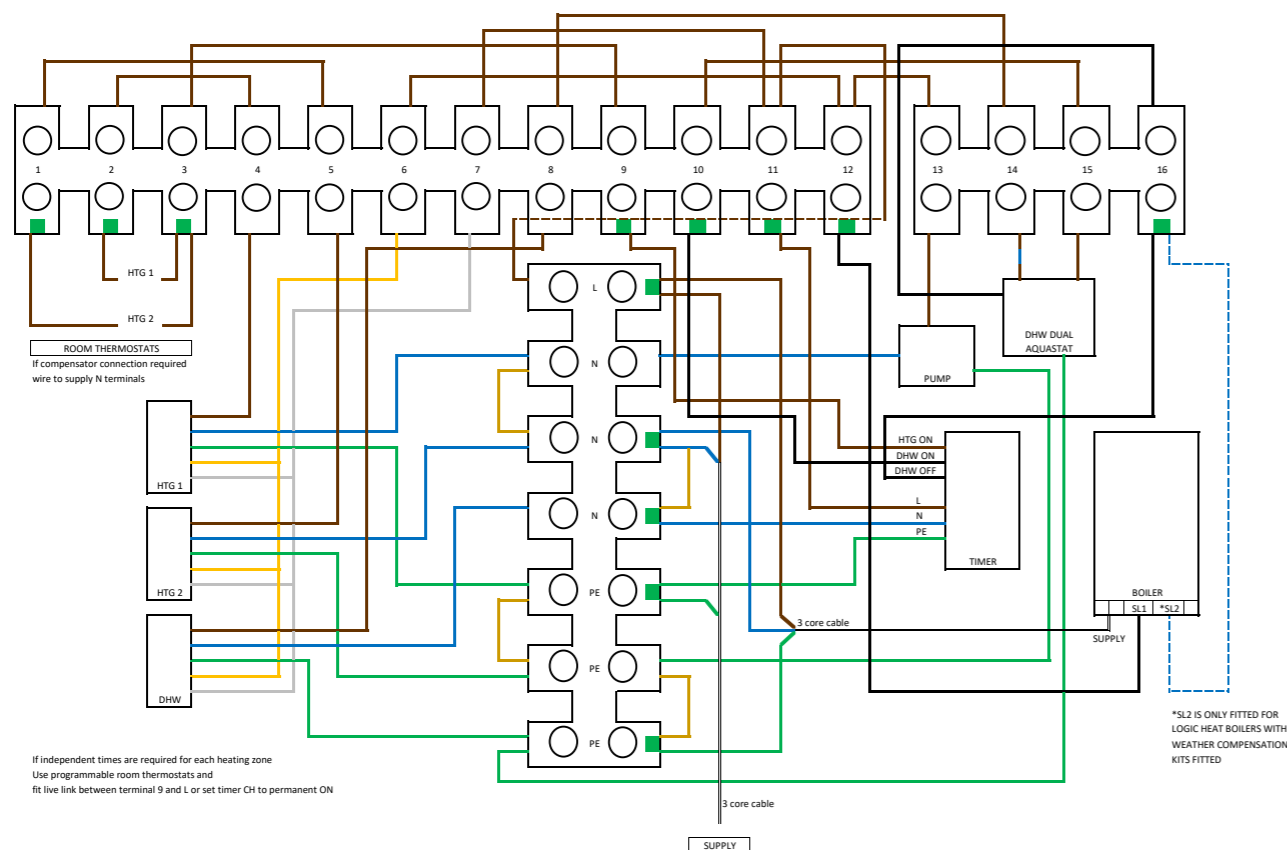 1 2 3 4 5 6 7 8 9 10 11 12 13 14 15 16
HTG 1
HTG 2
ROOM THERMOSTATS
If compensator connection required
wire to supply N terminals
L
N
N
N
PE
PE
PE
DHW DUAL
AQUASTAT
PUMP
HTG 1
HTG 2
DHW
HTG ON
DHW ON
DHW OFF
L
N
PE
TIMER
BOILER
SL1 *SL2
SUPPLY
3 core cable
*SL2 IS ONLY FITTED FOR
LOGIC HEAT BOILERS WITH
WEATHER COMPENSATION
KITS FITTED
If independent times are required for each heating zone
Use programmable room thermostats and
fit live link between terminal 9 and L or set timer CH to permanent ON
3 core cable
SUPPLY